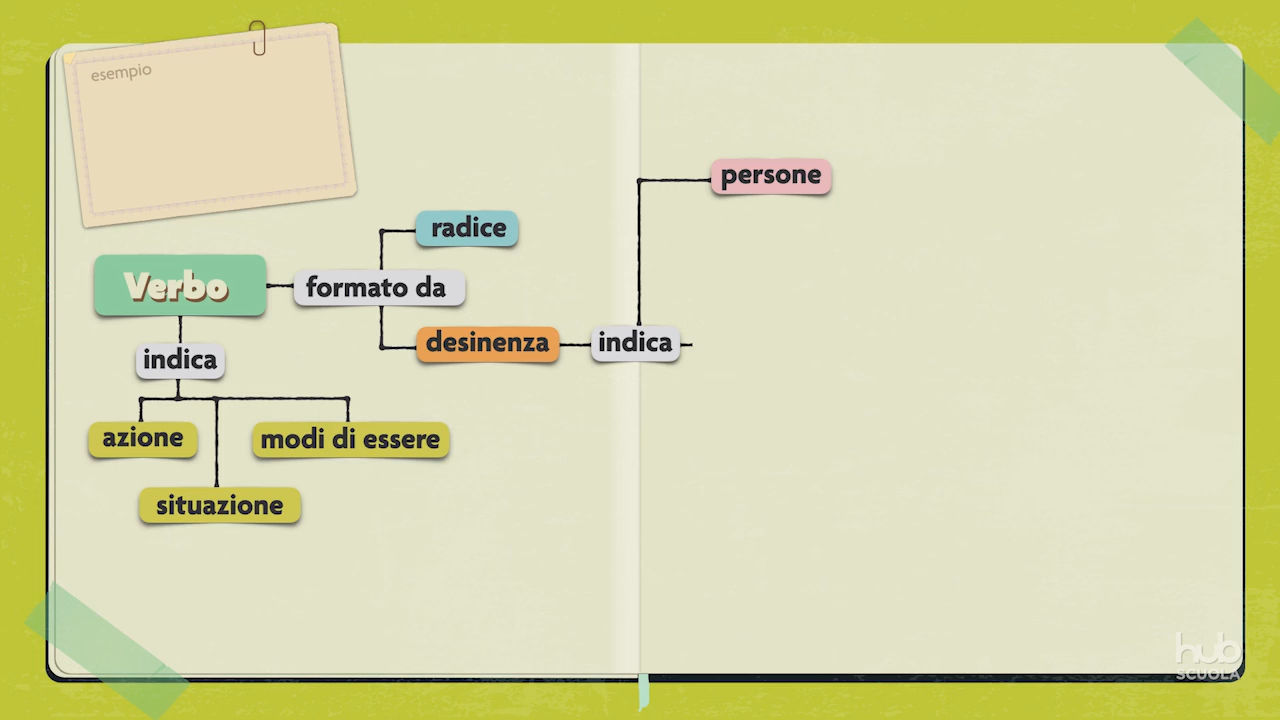 esempio
persone
radice
Verbo
formato da
desinenza
indica
indica
azione
modi di essere
situazione
hub
SCUOLA